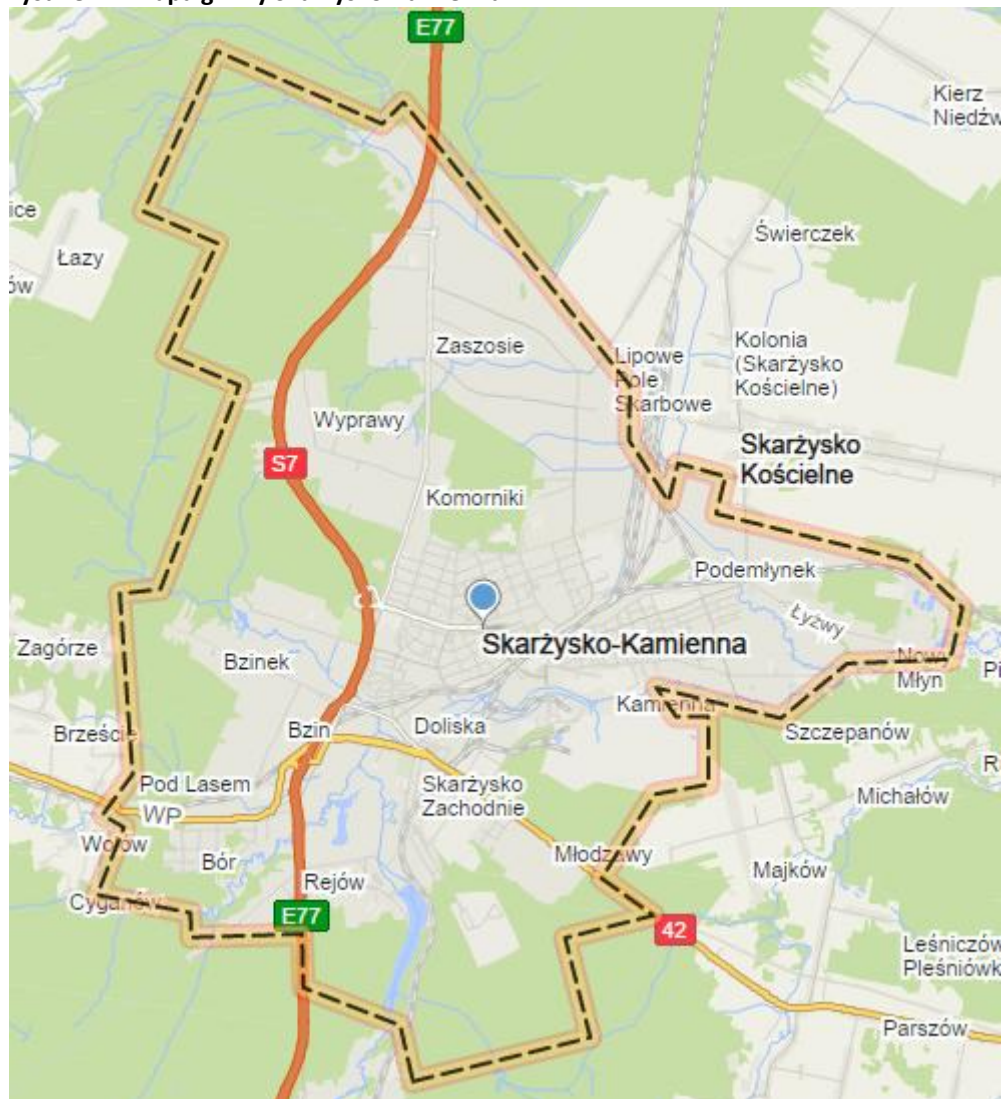 E77
Kierz
Niedźw
ice
Łazy
ów
Świerczek
Zaszosie
Lipowe
Pole
Skarbowe
Kolonia
(Skarżysko
Kościelne)
Wyprawy
S7
Skarżysko
Kościelne
Komorniki
Podemłynek
Łyżwy
Zagórze
Bzinek
Skarżysko-Kamienna
Nowy
Młyn
Pi
Kamienna
Brzeście
Bzin
Doliska
Szczepanów
R
Pod Lasem
Skarżysko
Zachodnie
Michałów
WP
Wołów
Bór
Młodzawy
Majków
Rejów
Cyganów
E77
42
Leśniczów
Pleśniówk
Parszów